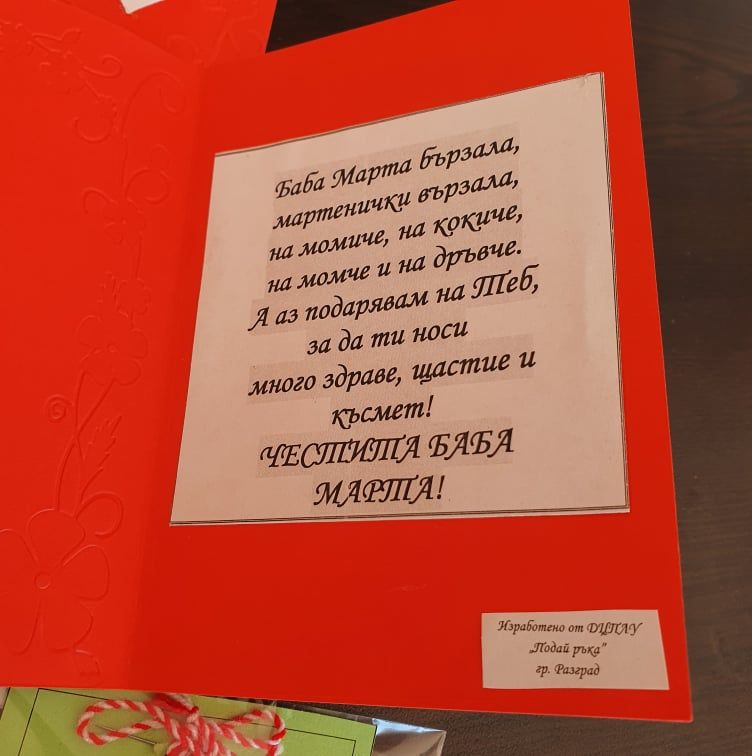 Баба Марта бързала,
мартенички вързала,
на момиче, на кокиче,
на момче и на дръвче.
А аз подарявам на Теб,
за да ти носи
много здраве, щастие и
късмет!
ЧЕСТИТА БАБА
МАРТА!
Изработено от ДЦПЛУ
„Подай ръка"
гр. Разград